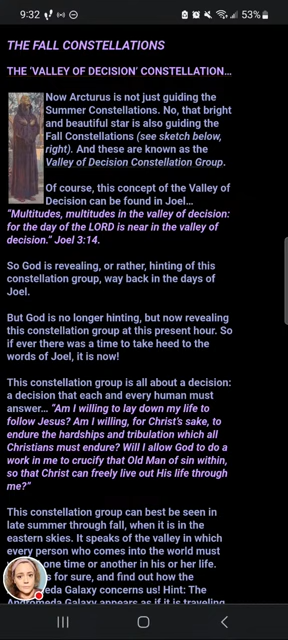 9:32
53%
THE FALL CONSTELLATIONS
THE 'VALLEY OF DECISION' CONSTELLATION…
Now Arcturus is not just guiding the
Summer Constellations. No, that bright
and beautiful star is also guiding the
Fall Constellations (see sketch below,
right). And these are known as the
Valley of Decision Constellation Group.
Of course, this concept of the Valley of
Decision can be found in Joel…
"Multitudes, multitudes in the valley of decision:
for the day of the LORD is near in the valley of
decision." Joel 3:14.
So God is revealing, or rather, hinting of this
constellation group, way back in the days of
Joel.
But God is no longer hinting, but now revealing
this constellation group at this present hour. So
if ever there was a time to take heed to the
words of Joel, it is now!
This constellation group is all about a decision:
a decision that each and every human must
answer… "Am I willing to lay down my life to
follow Jesus? Am I willing, for Christ's sake, to
endure the hardships and tribulation which all
Christians must endure? Will I allow God to do a
work in me to crucify that Old Man of sin within,
so that Christ can freely live out His life through
me?"
This constellation group can best be seen in
late summer through fall, when it is in the
eastern skies. It speaks of the valley in which
every person who comes into the world must
one time or another in his or her life.
for sure, and find out how the
Galaxy concerns us! Hint: The
Andromeda Galaxy appears as if it is traveling